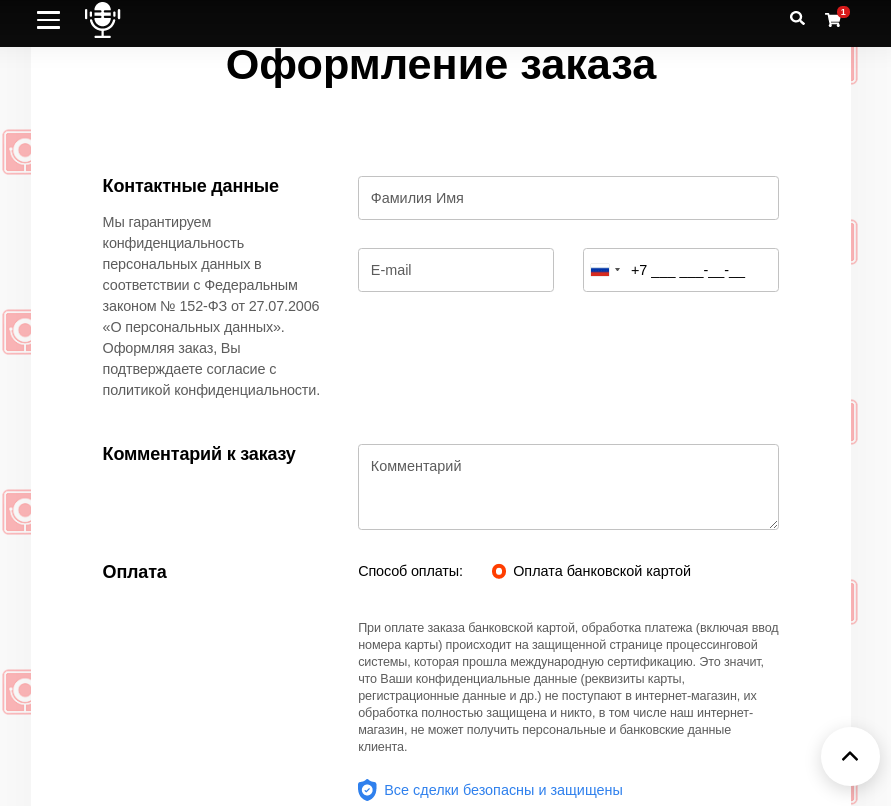 1
Оформление заказа
Контактные данные
Мы гарантируем
конфиденциальность
персональных данных в
соответствии с Федеральным
законом № 152-ФЗ от 27.07.2006
«О персональных данных».
Оформляя заказ, Вы
подтверждаете согласие с
политикой конфиденциальности.
Фамилия Имя
E-mail
+7 ___ ___-__-__
Комментарий к заказу
Комментарий
Оплата
Способ оплаты:
Оплата банковской картой
При оплате заказа банковской картой, обработка платежа (включая ввод
номера карты) происходит на защищенной странице процессинговой
системы, которая прошла международную сертификацию. Это значит,
что Ваши конфиденциальные данные (реквизиты карты,
регистрационные данные и др.) не поступают в интернет-магазин, их
обработка полностью защищена и никто, в том числе наш интернет-
магазин, не может получить персональные и банковские данные
клиента.
Все сделки безопасны и защищены